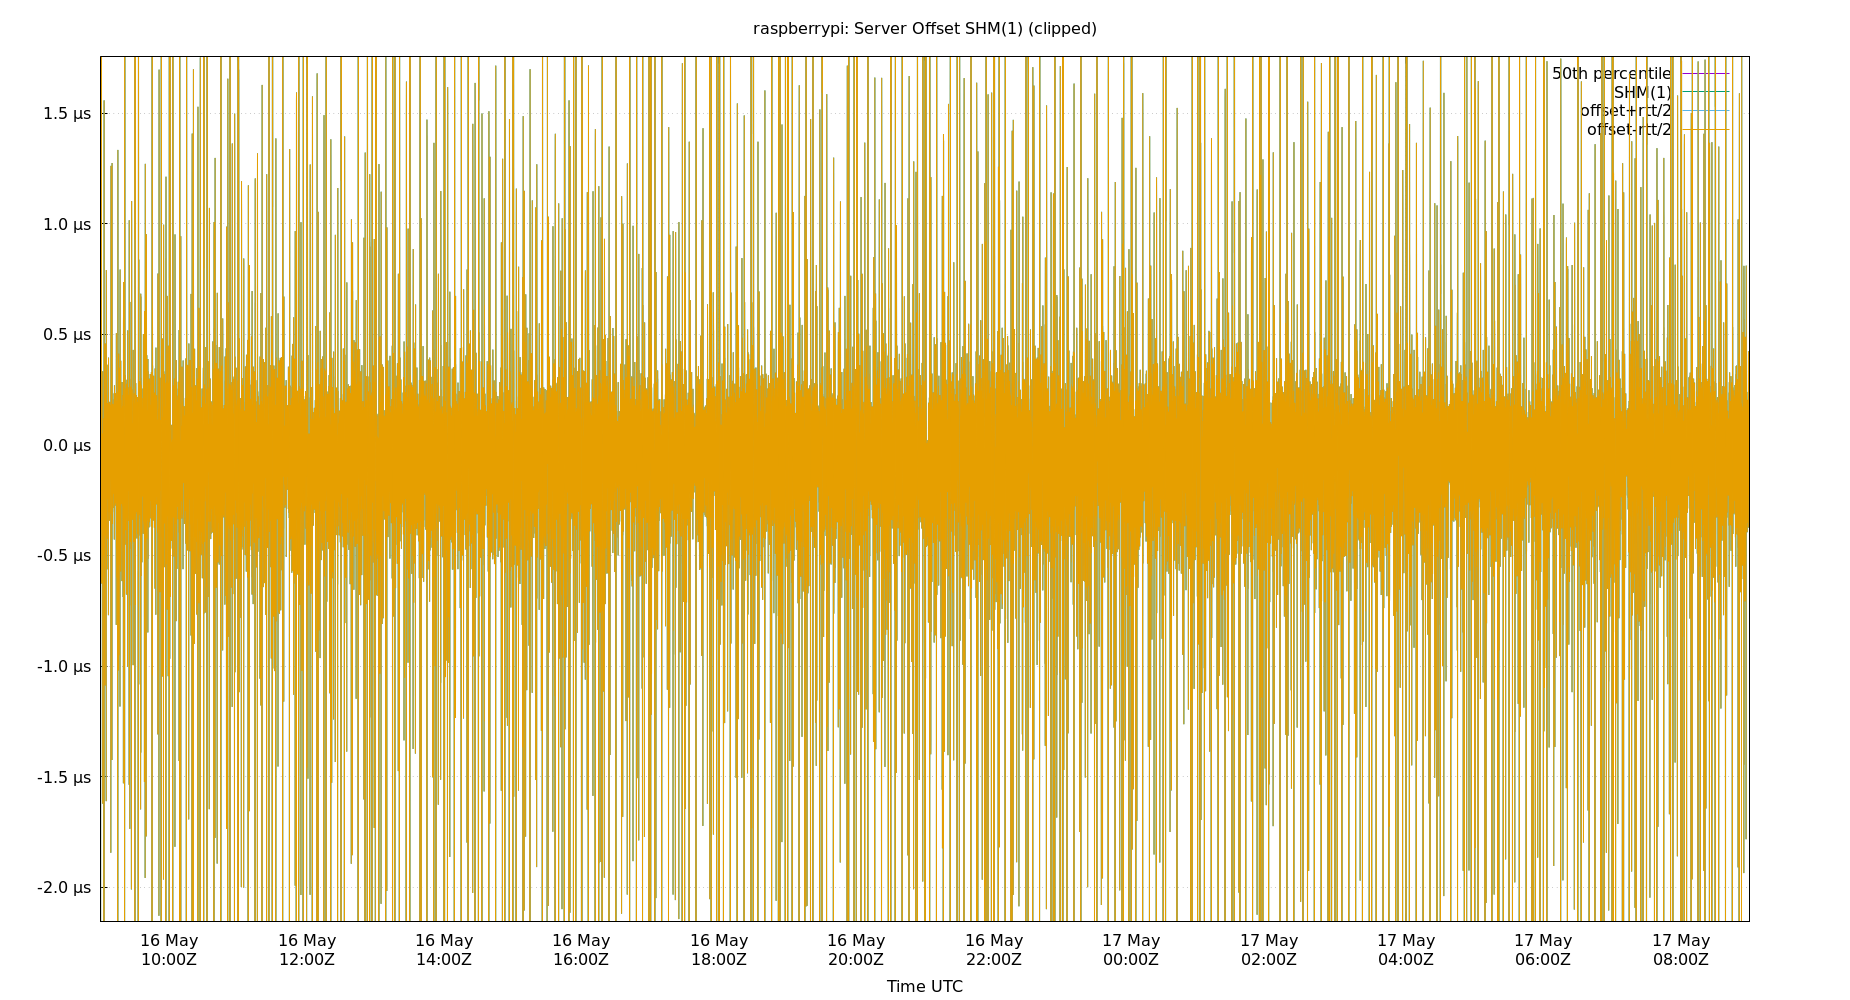 raspberrypi: Server Offset SHM(1) (clipped)
50th percentile
SHM(1)
offset+rtt/2
offset-rtt/2
1.5 µs
1.0 µs
0.5 µs
0.0 µs
-0.5 µs
-1.0 µs
-1.5 µs
-2.0 µs
16 May 16 May 16 May 16 May 16 May 16 May 16 May 17 May 17 May 17 May 17 May 17 May
10:00Z 12:00Z 14:00Z 16:00Z 18:00Z 20:00Z 22:00Z 00:00Z 02:00Z 04:00Z 06:00Z 08:00Z
Time UTC